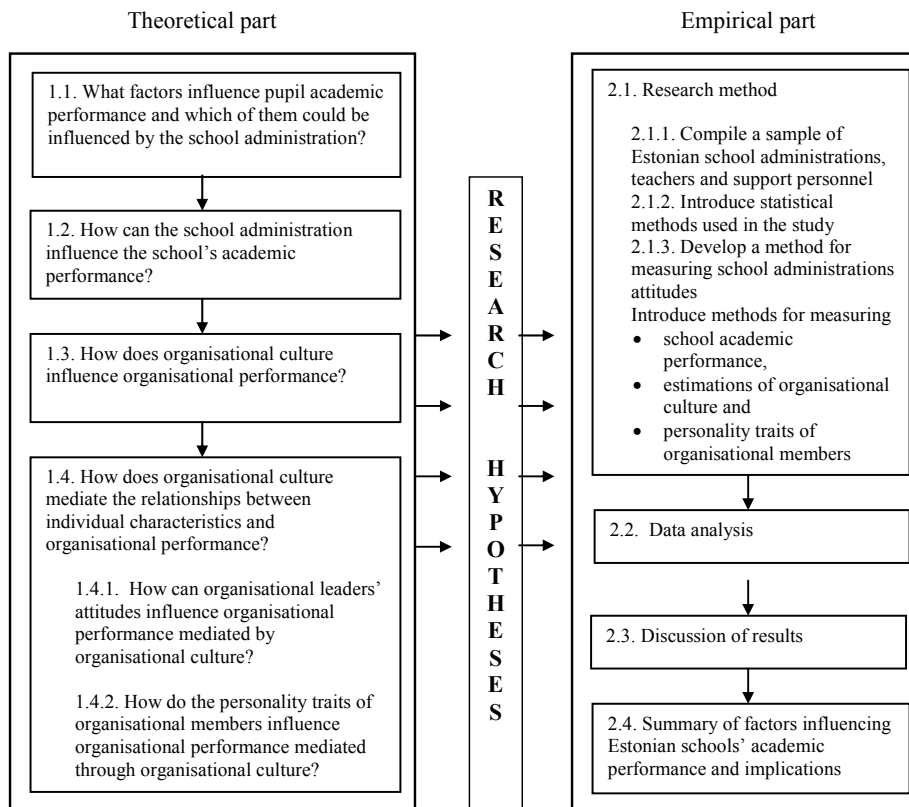 Theoretical part
1.1. What factors influence pupil academic
performance and which of them could be
influenced by the school administration?
1.2. How can the school administration
influence the school's academic
performance?
1.3. How does organisational culture
influence organisational performance?
1.4. How does organisational culture
mediate the relationships between
individual characteristics and
organisational performance?
1.4.1. How can organisational leaders'
attitudes influence organisational
performance mediated by
organisational culture?
1.4.2. How do the personality traits of
organisational members influence
organisational performance mediated
through organisational culture?
RESEARCH HYPOTHESES
Empirical part
2.1. Research method
2.1.1. Compile a sample of
Estonian school administrations,
teachers and support personnel
2.1.2. Introduce statistical
methods used in the study
2.1.3. Develop a method for
measuring school administrations
attitudes
Introduce methods for measuring
• school academic
performance,
• estimations of organisational
culture and
• personality traits of
organisational members
2.2. Data analysis
2.3. Discussion of results
2.4. Summary of factors influencing
Estonian schools' academic
performance and implications